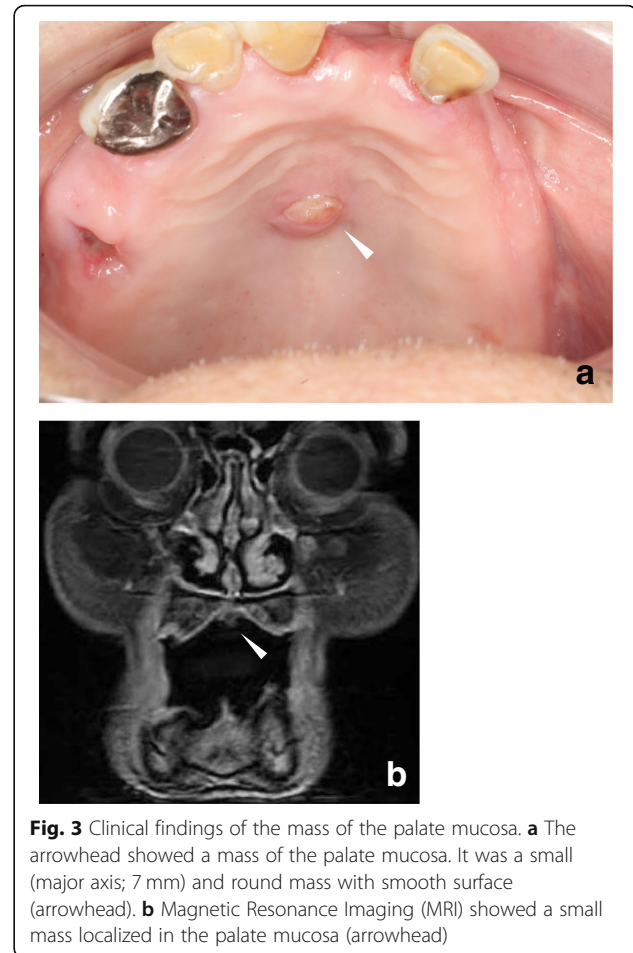 a
b
Fig. 3 Clinical findings of the mass of the palate mucosa. a The
arrowhead showed a mass of the palate mucosa. It was a small
(major axis; 7 mm) and round mass with smooth surface
(arrowhead). b Magnetic Resonance Imaging (MRI) showed a small
mass localized in the palate mucosa (arrowhead)